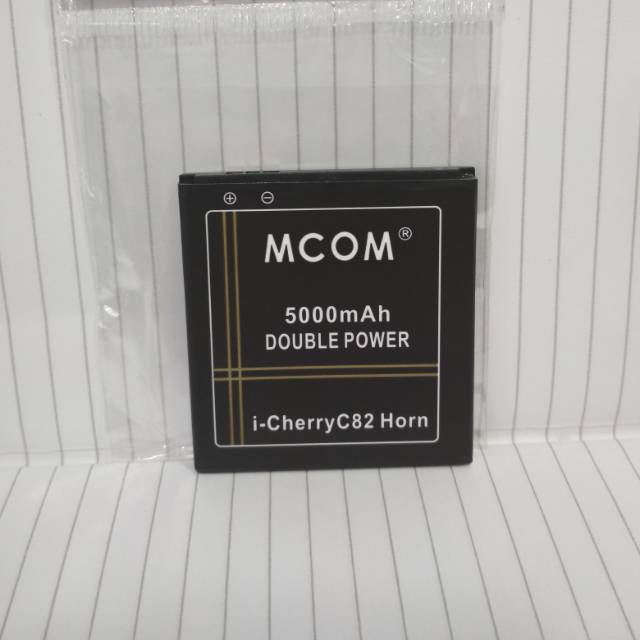 ⊕ ⊖
MCOM®
5000mAh
DOUBLE POWER
i-CherryC82 Horn